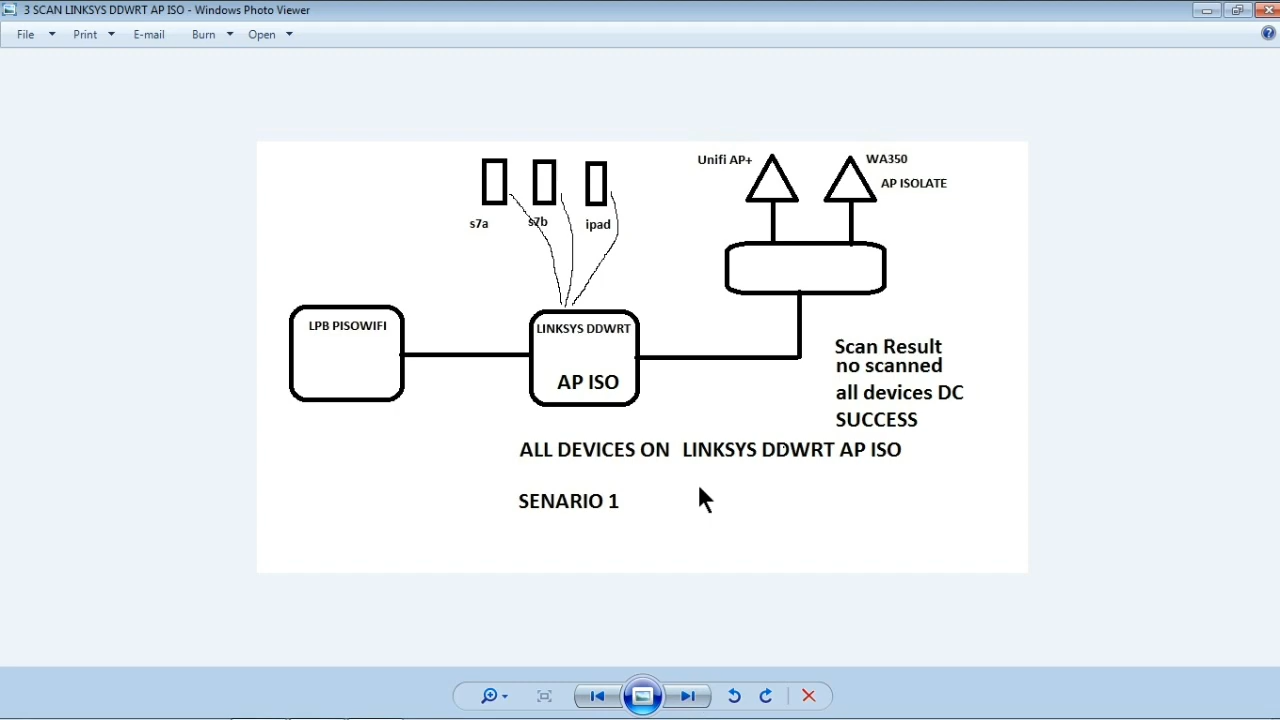 3 SCAN LINKSYS DDWRT AP ISO - Windows Photo Viewer
File Print E-mail Burn Open
Unifi AP+
WA350
AP ISOLATE
s7a
s7b
ipad
LPB PISOWIFI
LINKSYS DDWRT
AP ISO
Scan Result
no scanned
all devices DC
SUCCESS
ALL DEVICES ON LINKSYS DDWRT AP ISO
SENARIO 1